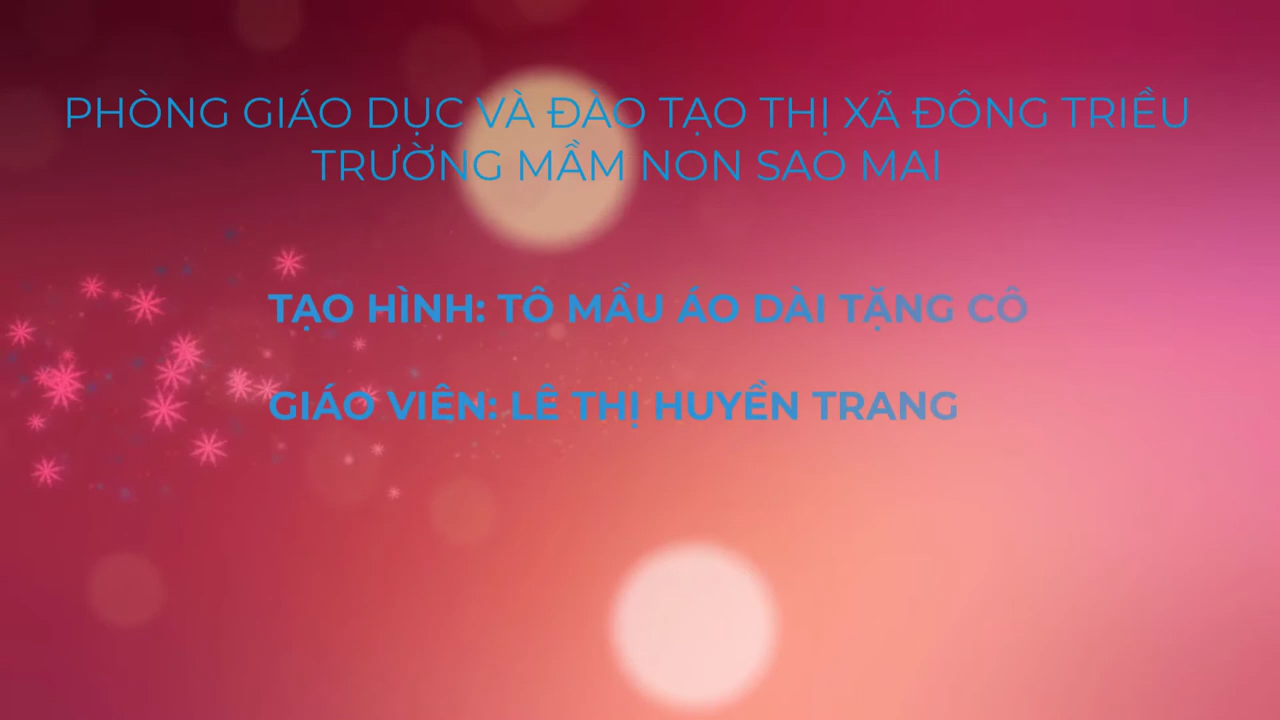 PHÒNG GIÁO DỤC VÀ ĐÀO TẠO THỊ XÃ ĐÔNG TRIỀU
TRƯỜNG MẦM NON SAO MAI
TẠO HÌNH: TÔ MẦU ÁO DÀI TẶNG CÔ
GIÁO VIÊN: LÊ THỊ HUYỀN TRANG